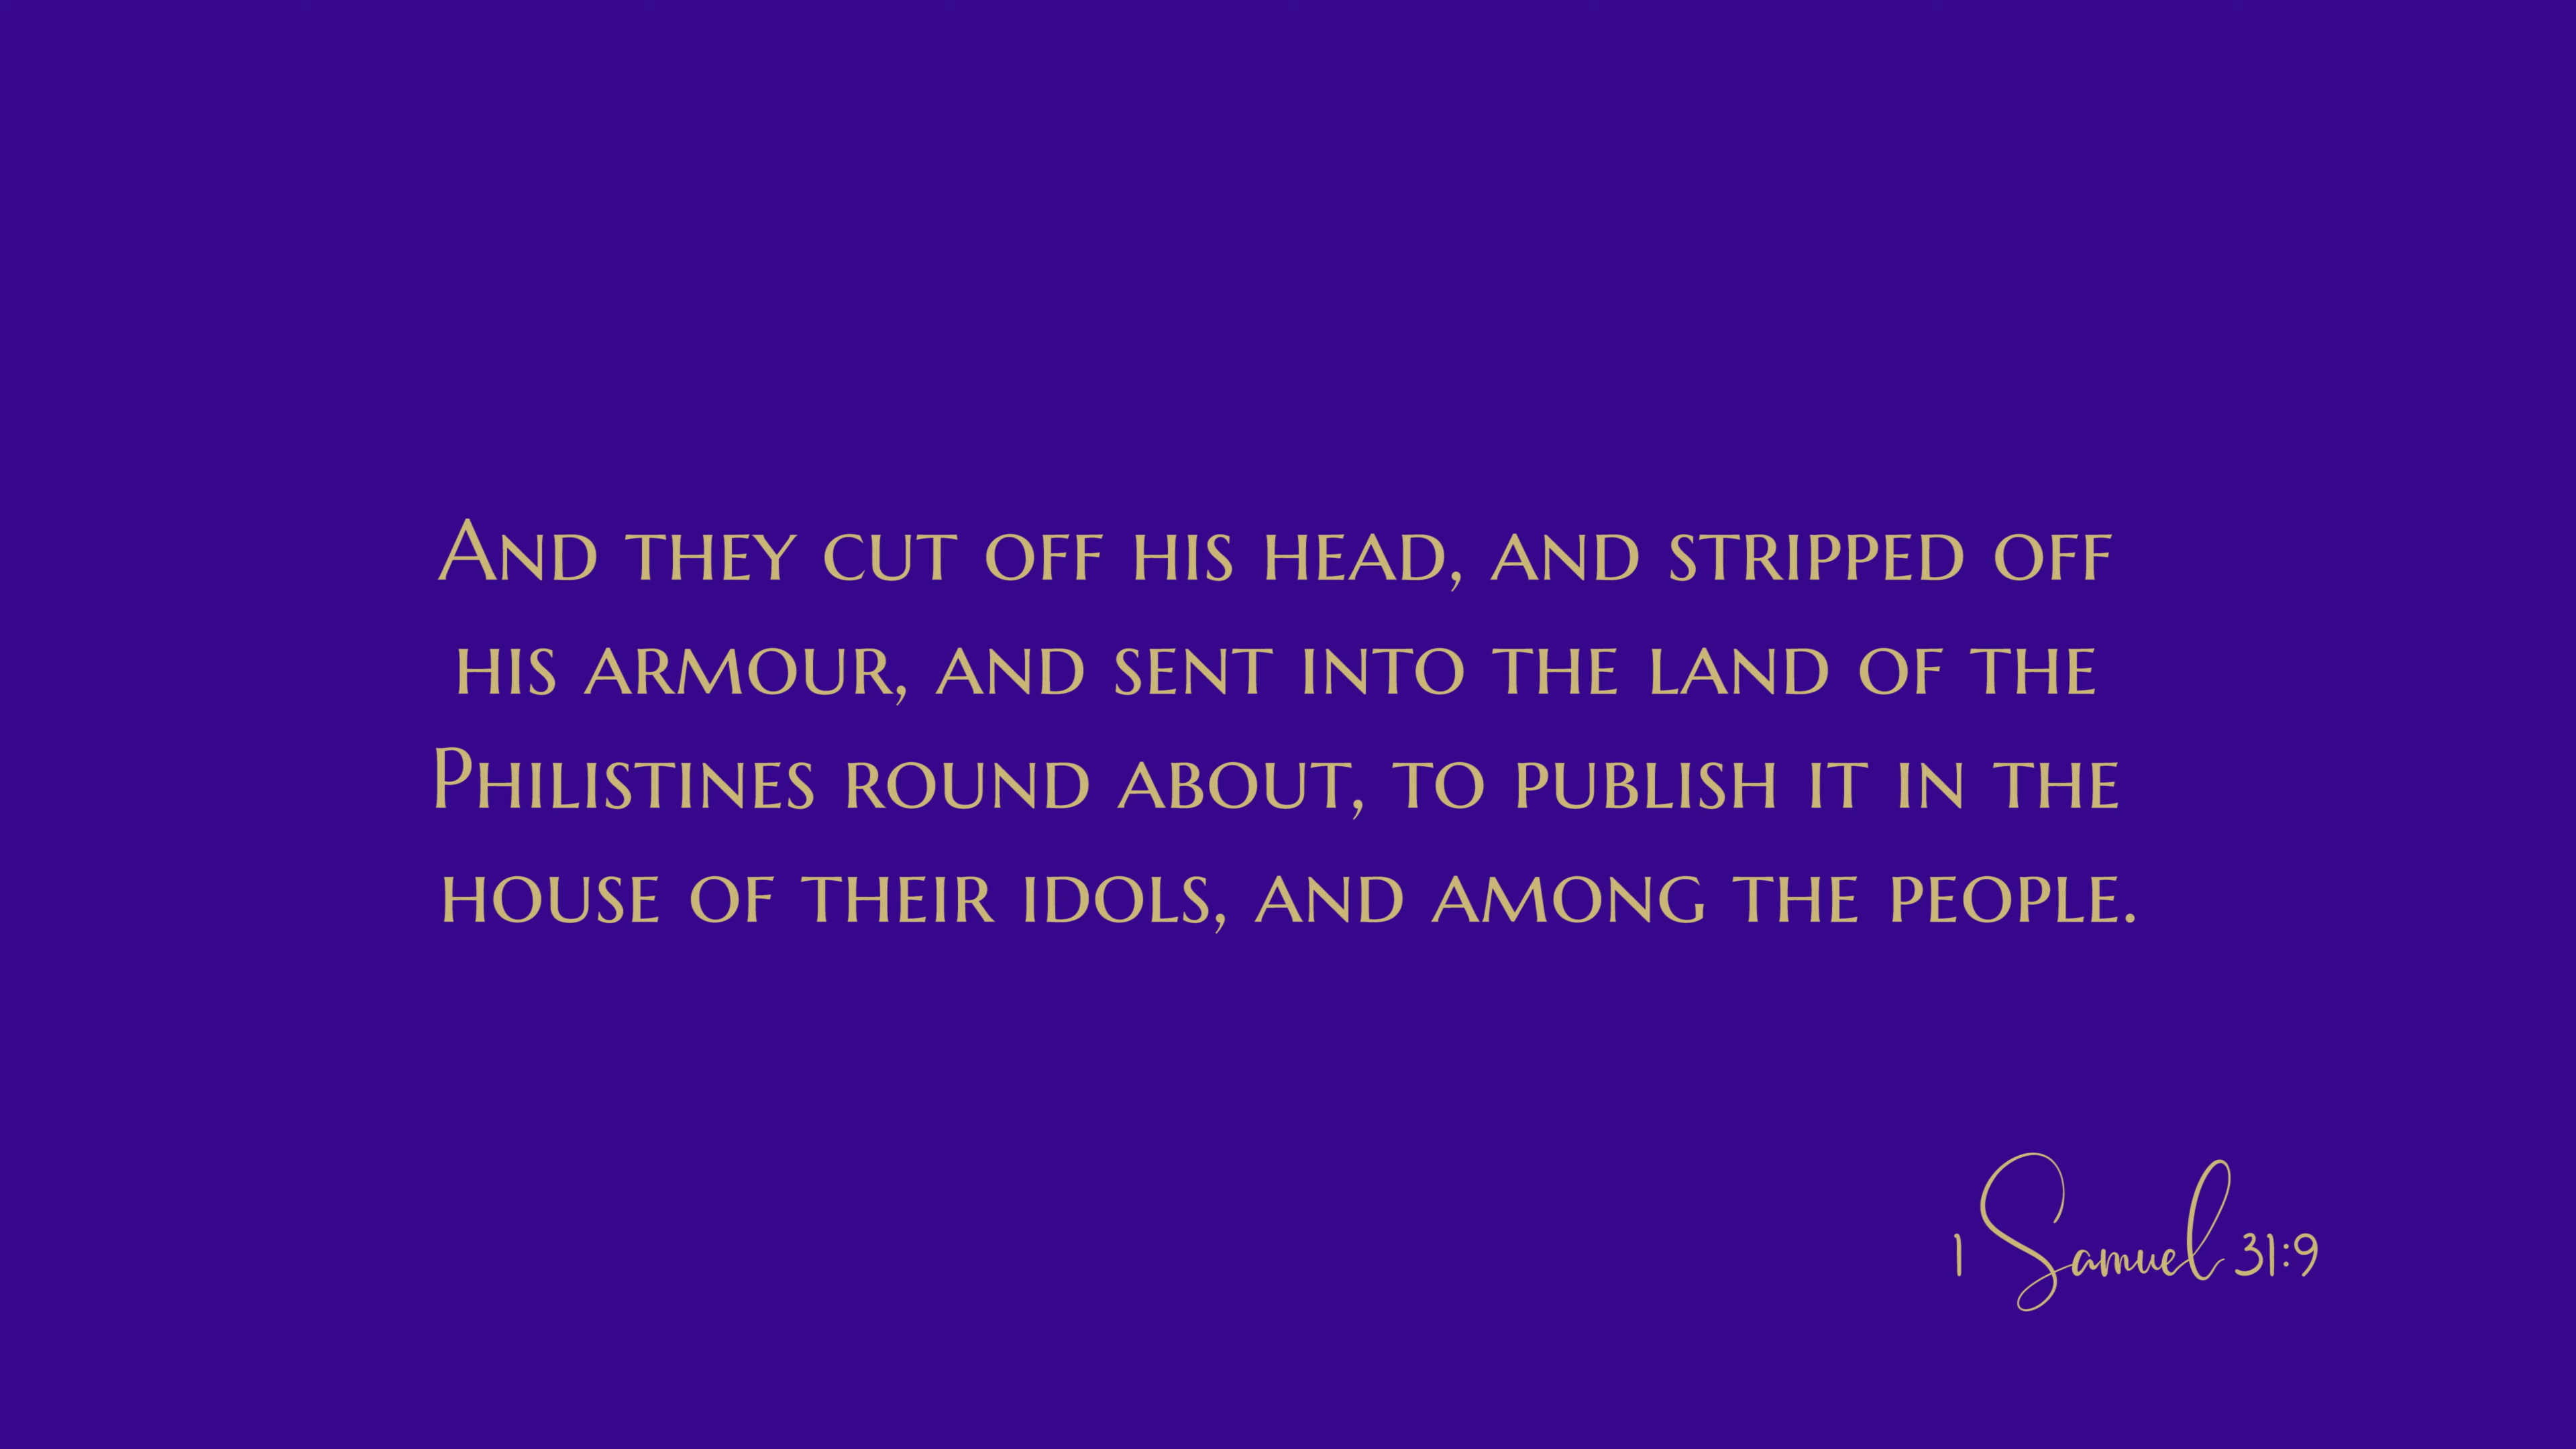 And they cut off his head, and stripped off
his armour, and sent into the land of the
Philistines round about, to publish it in the
house of their idols, and among the people.
1 Samuel 31:9